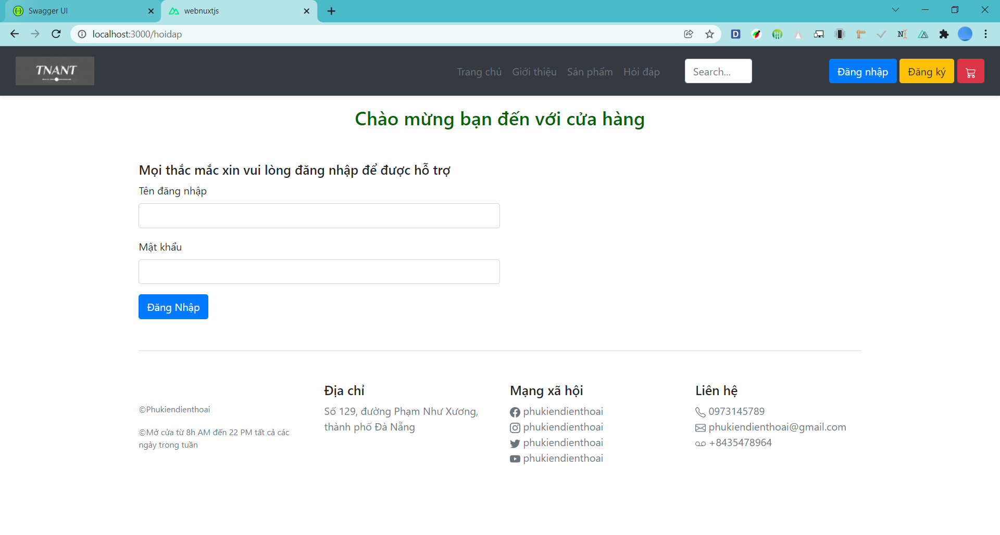 Swagger UI
webnuxtjs
localhost:3000/hoidap
TNANT
Trang chủ Giới thiệu Sản phẩm Hỏi đáp
Search...
Đăng nhập
Đăng ký
Chào mừng bạn đến với cửa hàng
Mọi thắc mắc xin vui lòng đăng nhập để được hỗ trợ
Tên đăng nhập
Mật khẩu
Đăng Nhập
©Phukiendienthoai
©Mở cửa từ 8h AM đến 22 PM tất cả các
ngày trong tuần
Địa chỉ
Số 129, đường Phạm Như Xương,
thành phố Đà Nẵng
Mạng xã hội
phukiendienthoai
phukiendienthoai
phukiendienthoai
phukiendienthoai
Liên hệ
0973145789
phukiendienthoai@gmail.com
+8435478964